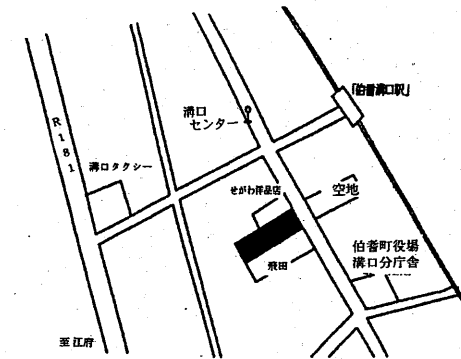 「伯耆溝口駅」
溝口
センター
R181
溝口タクシー
せがわ洋品店
空地
伯耆町役場
溝口分庁舎
飛田
至江府